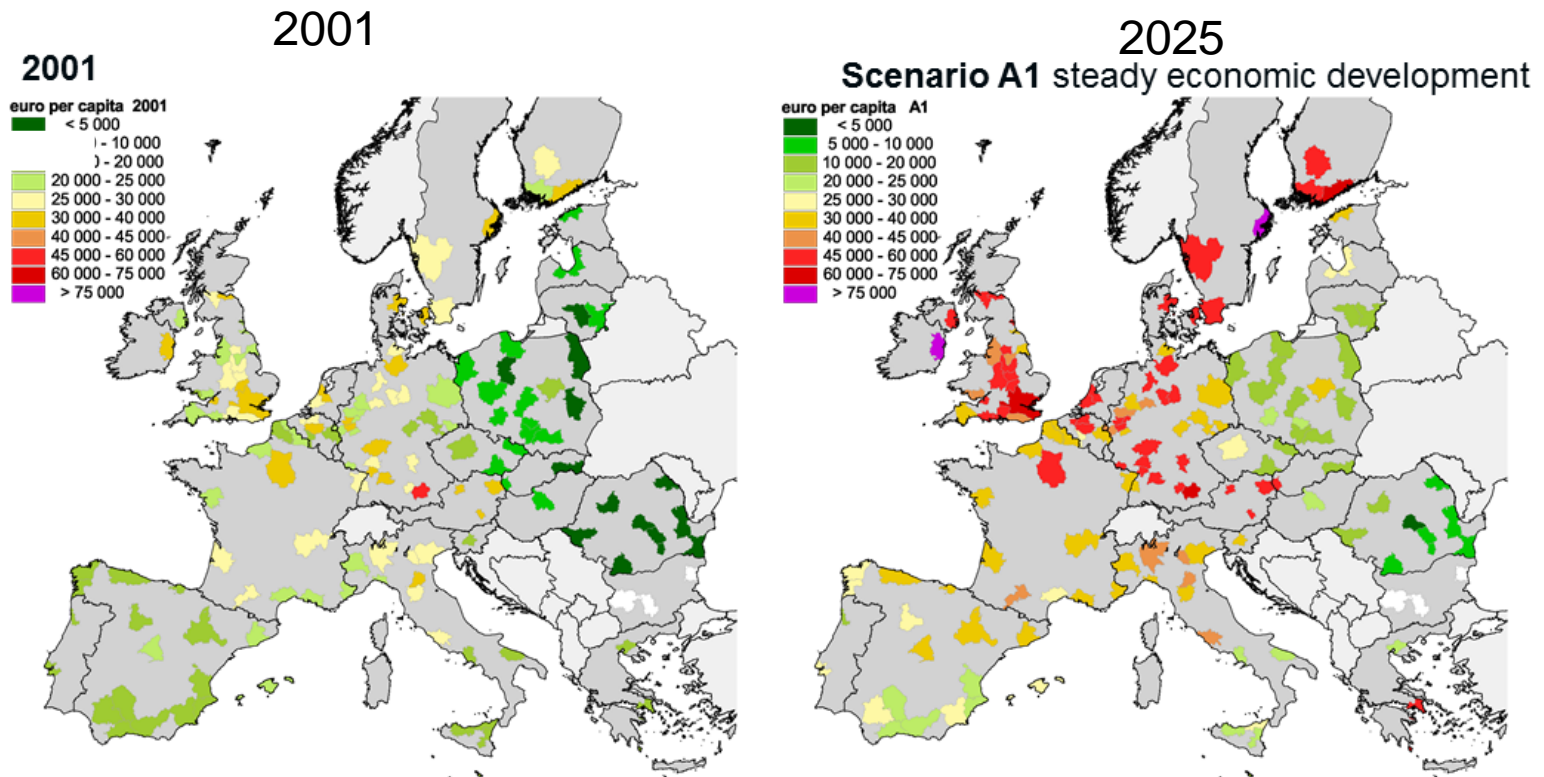 2001
2001
euro per capita 2001
< 5 000
- 10 000
- 20 000
20 000 - 25 000
25 000 - 30 000
30 000 - 40 000
40 000 - 45 000
45 000 - 60 000
60 000 - 75 000
> 75 000
2025
Scenario A1 steady economic development
euro per capita A1
< 5 000
5 000 - 10 000
10 000 - 20 000
20 000 - 25 000
25 000 - 30 000
30 000 - 40 000
40 000 - 45 000
45 000 - 60 000
60 000 - 75 000
> 75 000